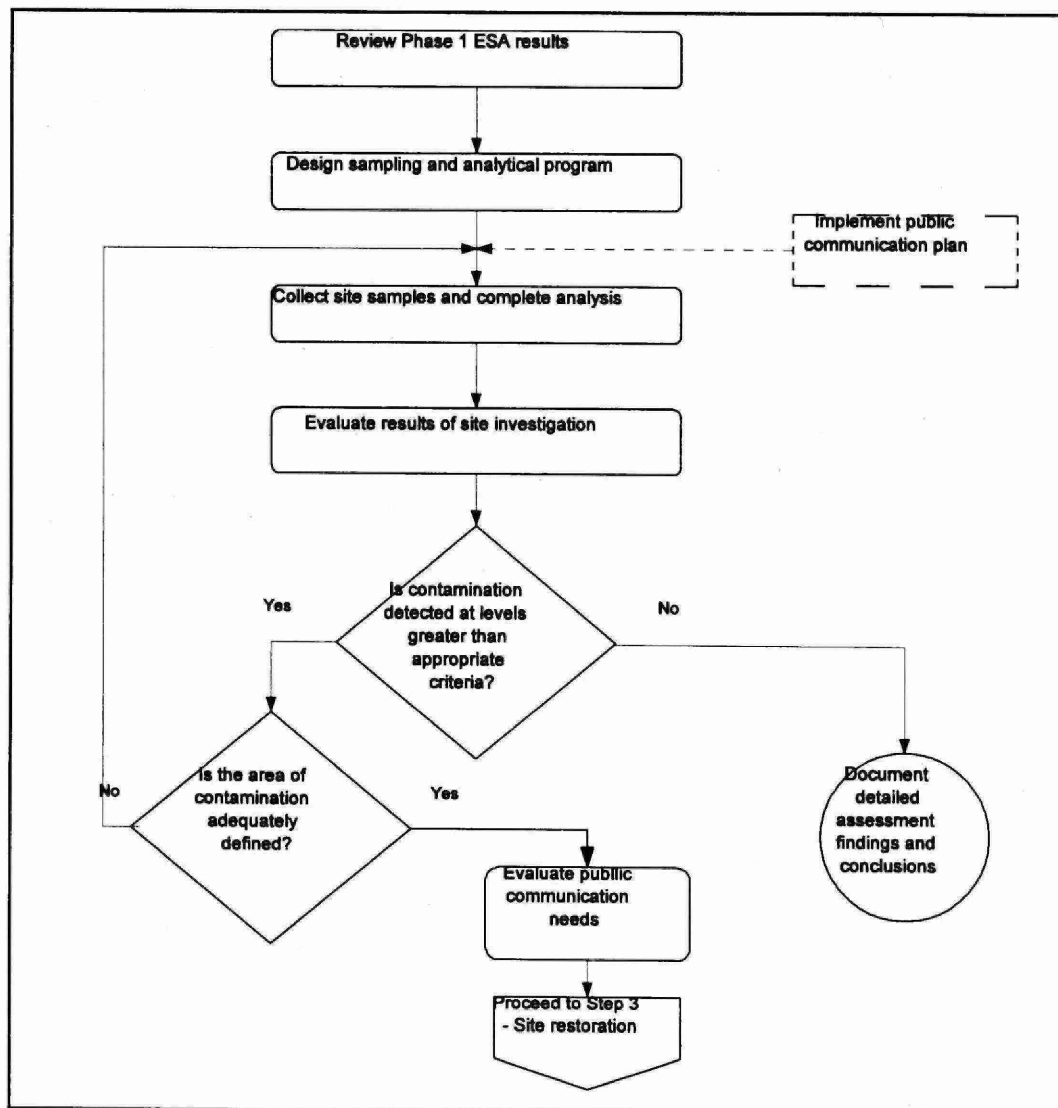 Review Phase 1 ESA results
Design sampling and analytical program
Implement public
communication plan
Collect site samples and complete analysis
Evaluate results of site investigation
Is contamination
detected at levels
greater than
appropriate
criteria?
Yes
No
Is the area of
contamination
adequately
defined?
No
Yes
Document
detailed
assessment
findings and
conclusions
Evaluate public
communication
needs
Proceed to Step 3
- Site restoration